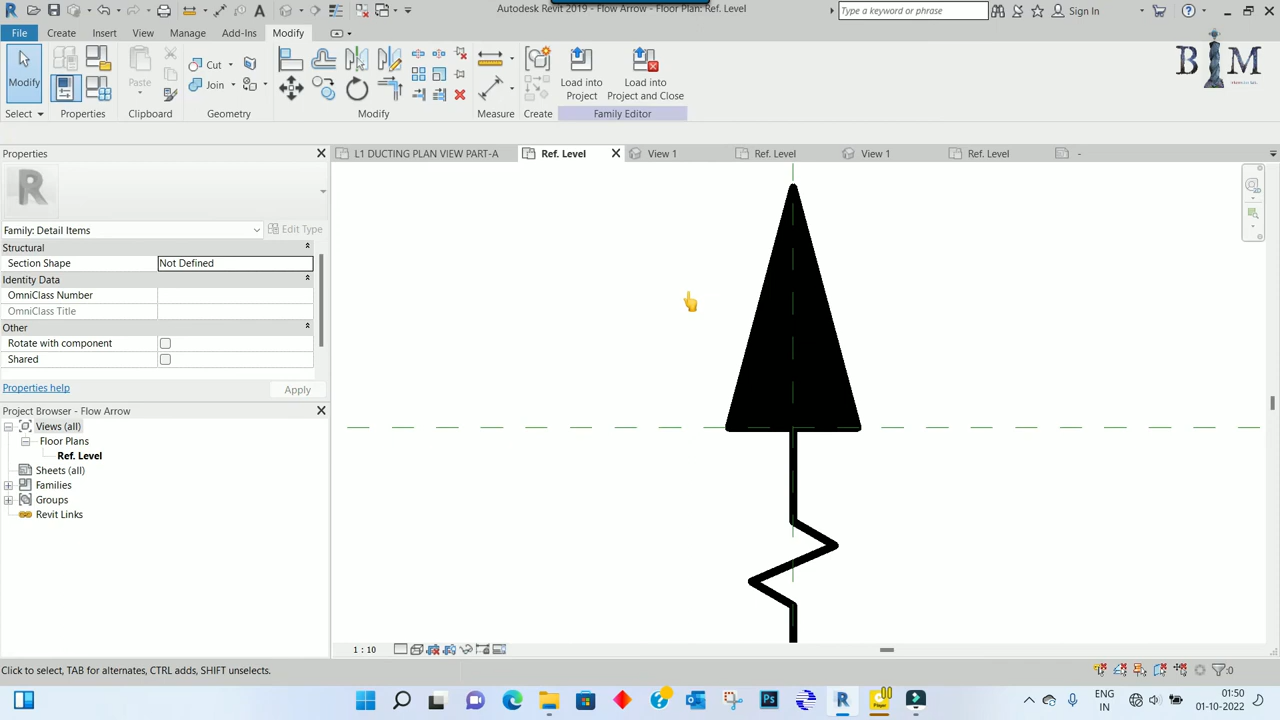 Autodesk Revit 2019 - Flow Arrow - Floor Plan: Ref. Level
Type a keyword or phrase
Sign In
File Create Insert View Manage Add-Ins Modify
Modify
Paste
Cut
Join
Load into
Project
Load into
Project and Close
Select
Properties
Clipboard
Geometry
Modify
Measure
Create
Family Editor
B M
Properties
L1 DUCTING PLAN VIEW PART-A
Ref. Level
View 1
Ref. Level
View 1
Ref. Level
-
R
Family: Detail Items
Edit Type
Structural
Section Shape
Not Defined
Identity Data
OmniClass Number
OmniClass Title
Other
Rotate with component
Shared
Properties help
Apply
Project Browser - Flow Arrow
Views (all)
Floor Plans
Ref. Level
Sheets (all)
Families
Groups
Revit Links
1 : 10
Click to select, TAB for alternates, CTRL adds, SHIFT unselects.
:0
Ps
R
Player
ENG
IN
01:50
01-10-2022